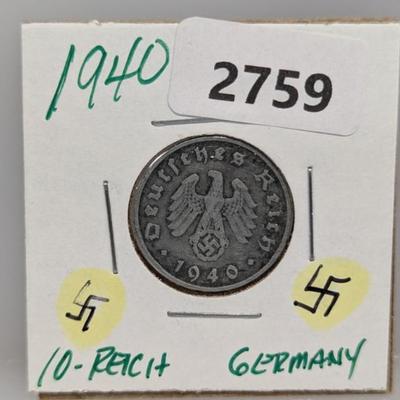 1940
2759
Deutsches Reich
1940
10-REICH GERMANY